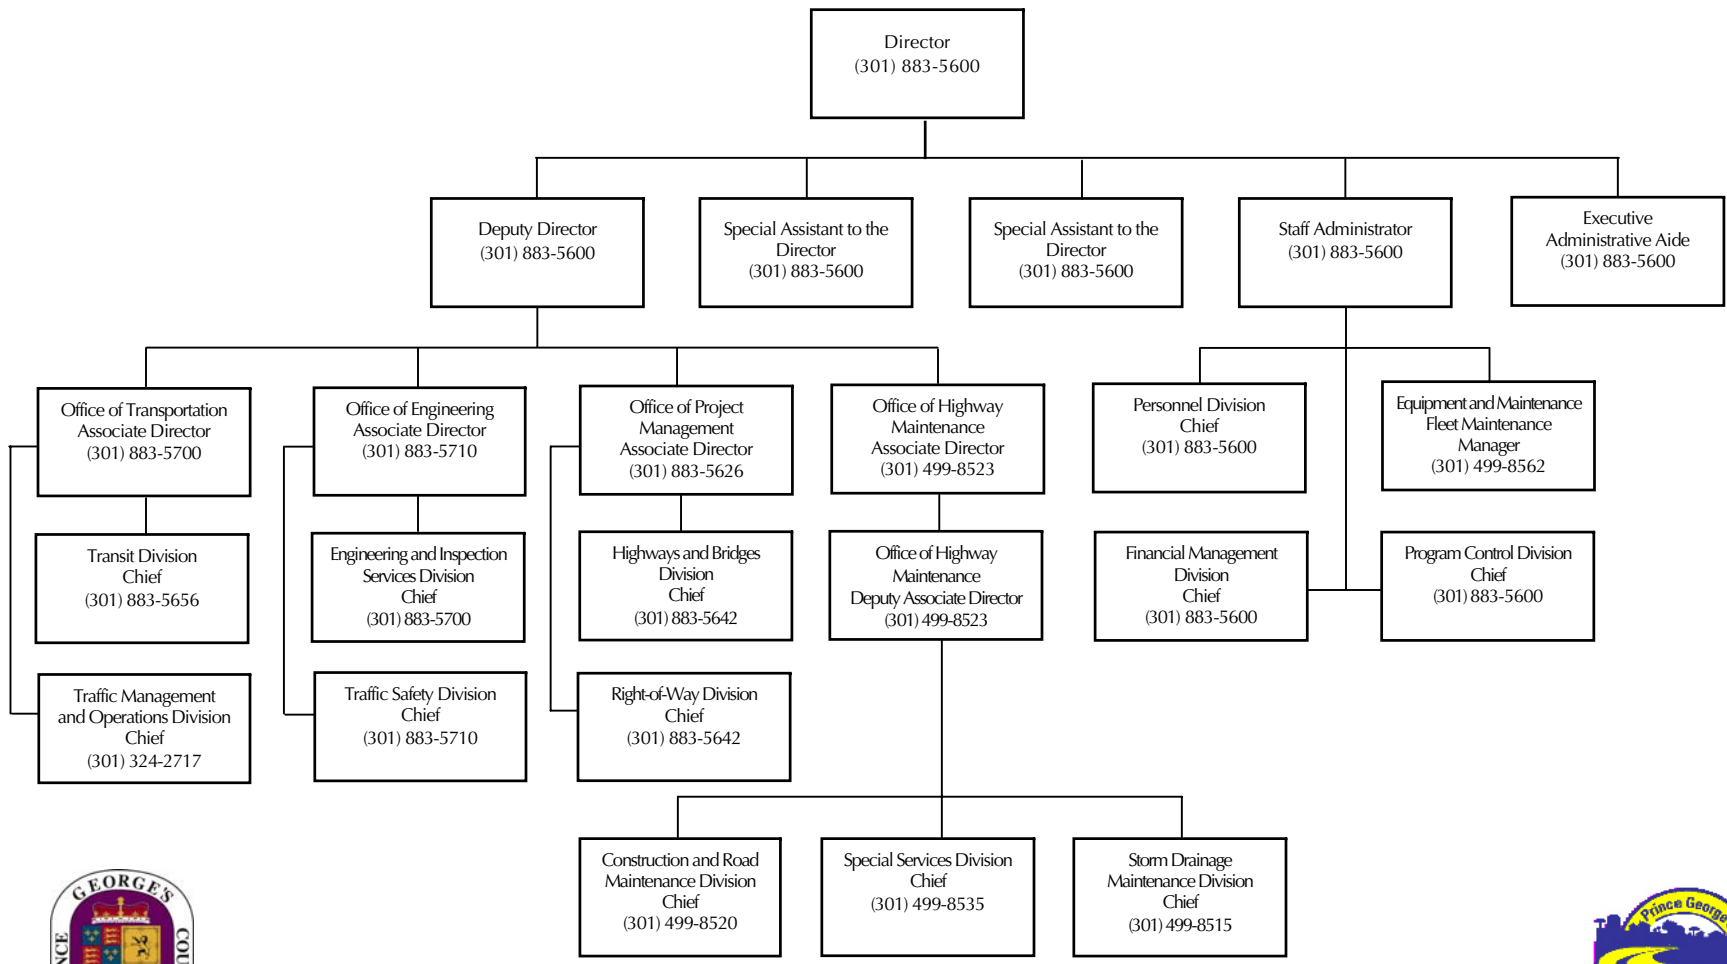 Director
(301) 883-5600
Deputy Director
(301) 883-5600
Special Assistant to the
Director
(301) 883-5600
Special Assistant to the
Director
(301) 883-5600
Staff Administrator
(301) 883-5600
Executive
Administrative Aide
(301) 883-5600
Office of Transportation
Associate Director
(301) 883-5700
Office of Engineering
Associate Director
(301) 883-5710
Office of Project
Management
Associate Director
(301) 883-5626
Office of Highway
Maintenance
Associate Director
(301) 499-8523
Personnel Division
Chief
(301) 883-5600
Equipment and Maintenance
Fleet Maintenance
Manager
(301) 499-8562
Transit Division
Chief
(301) 883-5656
Engineering and Inspection
Services Division
Chief
(301) 883-5700
Highways and Bridges
Division
Chief
(301) 883-5642
Office of Highway
Maintenance
Deputy Associate Director
(301) 499-8523
Financial Management
Division
Chief
(301) 883-5600
Program Control Division
Chief
(301) 883-5600
Traffic Management
and Operations Division
Chief
(301) 324-2717
Traffic Safety Division
Chief
(301) 883-5710
Right-of-Way Division
Chief
(301) 883-5642
Construction and Road
Maintenance Division
Chief
(301) 499-8520
Special Services Division
Chief
(301) 499-8535
Storm Drainage
Maintenance Division
Chief
(301) 499-8515
GEORGE'S
Prince George